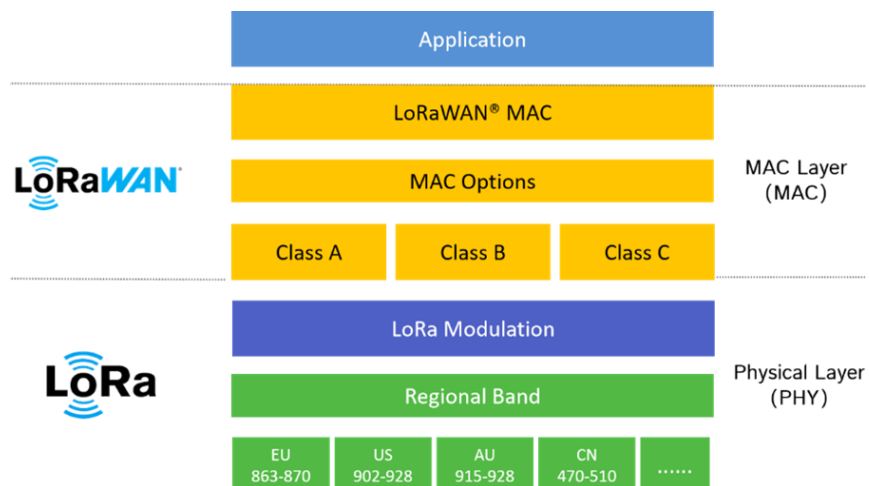 Application
LoRaWAN® MAC
LoRaWAN®
MAC Options
MAC Layer
(MAC)
Class A
Class B
Class C
LoRa Modulation
LoRa
Regional Band
Physical Layer
(PHY)
EU
863-870
US
902-928
AU
915-928
CN
470-510
......